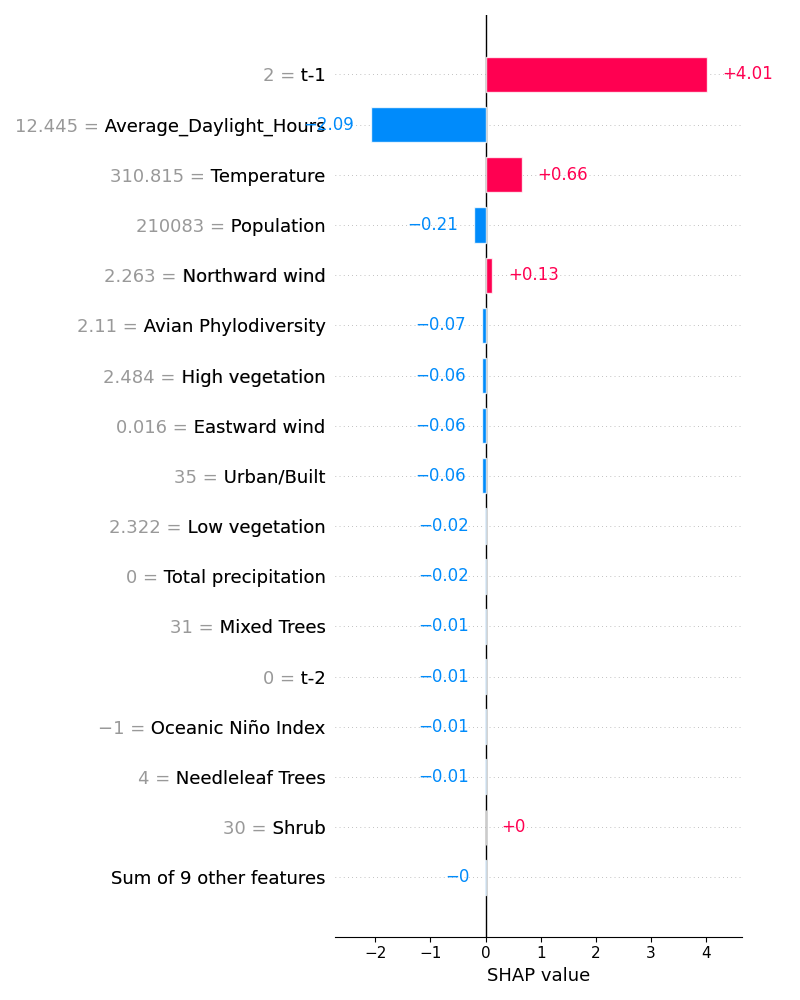 2 = t-1 +4.01
12.445 = Average_Daylight_Hours −2.09
310.815 = Temperature +0.66
210083 = Population −0.21
2.263 = Northward wind +0.13
2.11 = Avian Phylodiversity −0.07
2.484 = High vegetation −0.06
0.016 = Eastward wind −0.06
35 = Urban/Built −0.06
2.322 = Low vegetation −0.02
0 = Total precipitation −0.02
31 = Mixed Trees −0.01
0 = t-2 −0.01
−1 = Oceanic Niño Index −0.01
4 = Needleleaf Trees −0.01
30 = Shrub +0
Sum of 9 other features −0
−2 −1 0 1 2 3 4
SHAP value